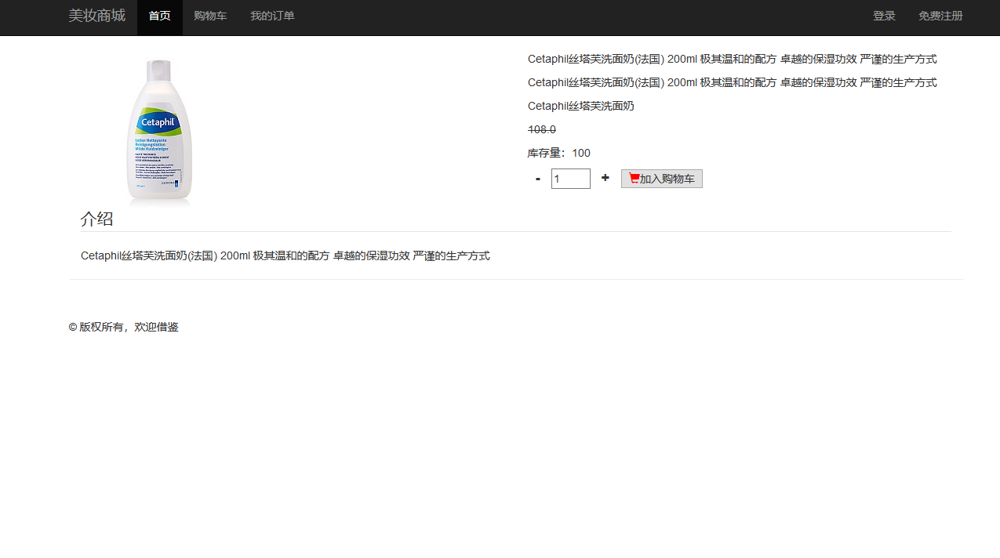 美妆商城 首页 购物车 我的订单 登录 免费注册
Cetaphil丝塔芙洗面奶(法国) 200ml 极其温和的配方 卓越的保湿功效 严谨的生产方式
Cetaphil丝塔芙洗面奶(法国) 200ml 极其温和的配方 卓越的保湿功效 严谨的生产方式
Cetaphil丝塔芙洗面奶
108.0
库存量：100
- 1 + 加入购物车
Cetaphil
Lotion Nettoyante
Reinigungslotion
Milde Huidreiniger
介绍
Cetaphil丝塔芙洗面奶(法国) 200ml 极其温和的配方 卓越的保湿功效 严谨的生产方式
© 版权所有，欢迎借鉴